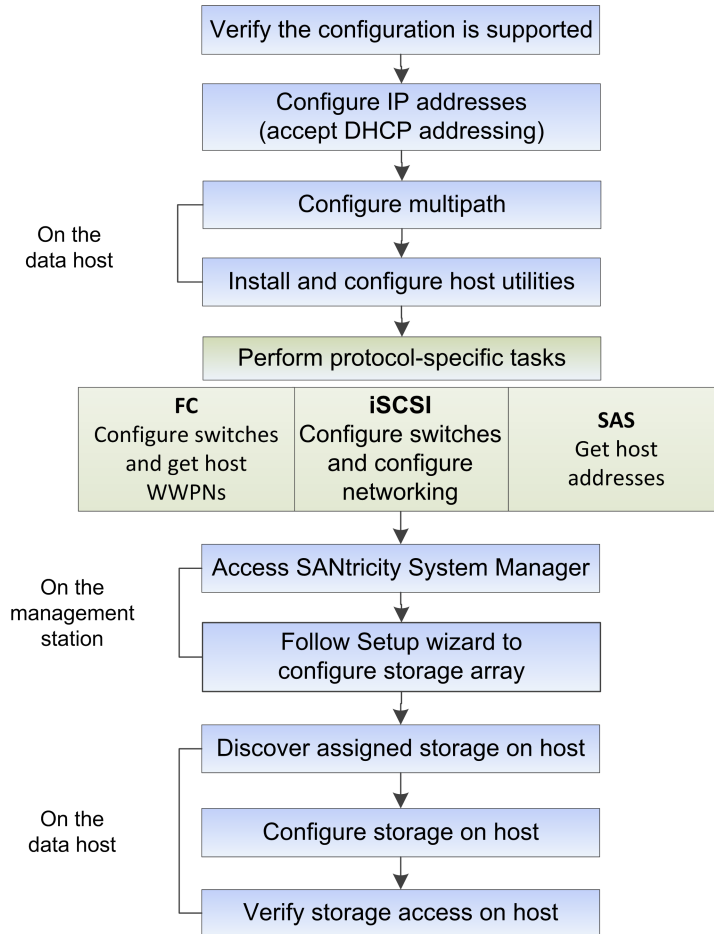 Verify the configuration is supported
Configure IP addresses
(accept DHCP addressing)
On the
data host
Configure multipath
Install and configure host utilities
Perform protocol-specific tasks
FC
Configure switches
and get host
WWPNs
iSCSI
Configure switches
and configure
networking
SAS
Get host
addresses
On the
management
station
Access SANtricity System Manager
Follow Setup wizard to
configure storage array
On the
data host
Discover assigned storage on host
Configure storage on host
Verify storage access on host